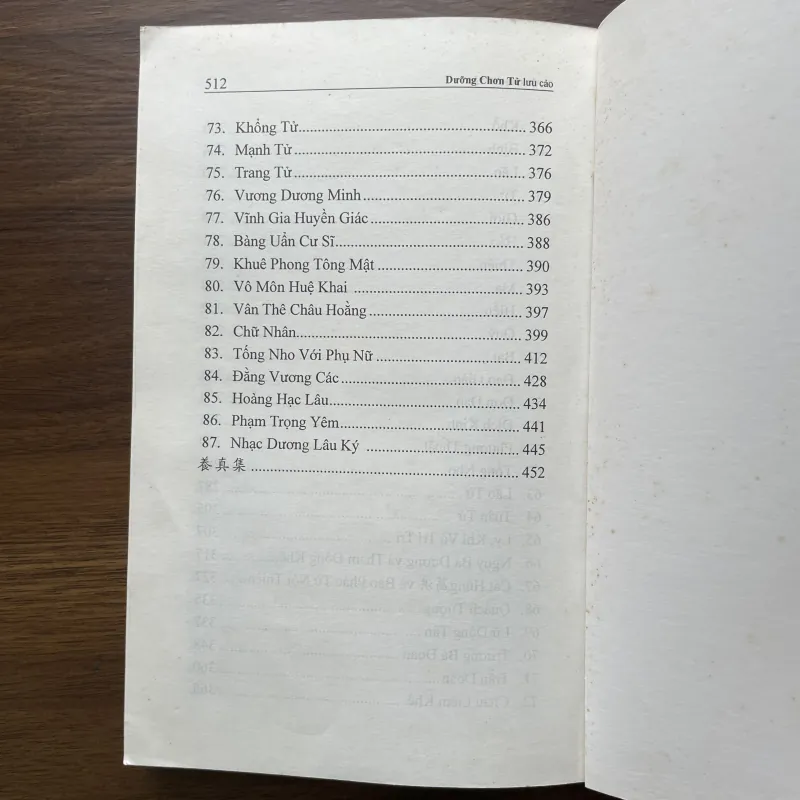 512 Dưỡng Chơn Tử lưu cảo
73. Khổng Tử........................................................ 366
74. Mạnh Tử......................................................... 372
75. Trang Tử......................................................... 376
76. Vương Dương Minh........................................ 379
77. Vĩnh Gia Huyền Giác...................................... 386
78. Bàng Uẩn Cư Sĩ.............................................. 388
79. Khuê Phong Tông Mật.................................... 390
80. Vô Môn Huệ Khai .......................................... 393
81. Vân Thê Châu Hoằng...................................... 397
82. Chữ Nhân........................................................ 399
83. Tống Nho Với Phụ Nữ.................................... 412
84. Đằng Vương Các............................................. 428
85. Hoàng Hạc Lâu............................................... 434
86. Phạm Trọng Yêm............................................ 441
87. Nhạc Dương Lâu Ký ...................................... 445
養真集 ................................................................... 452